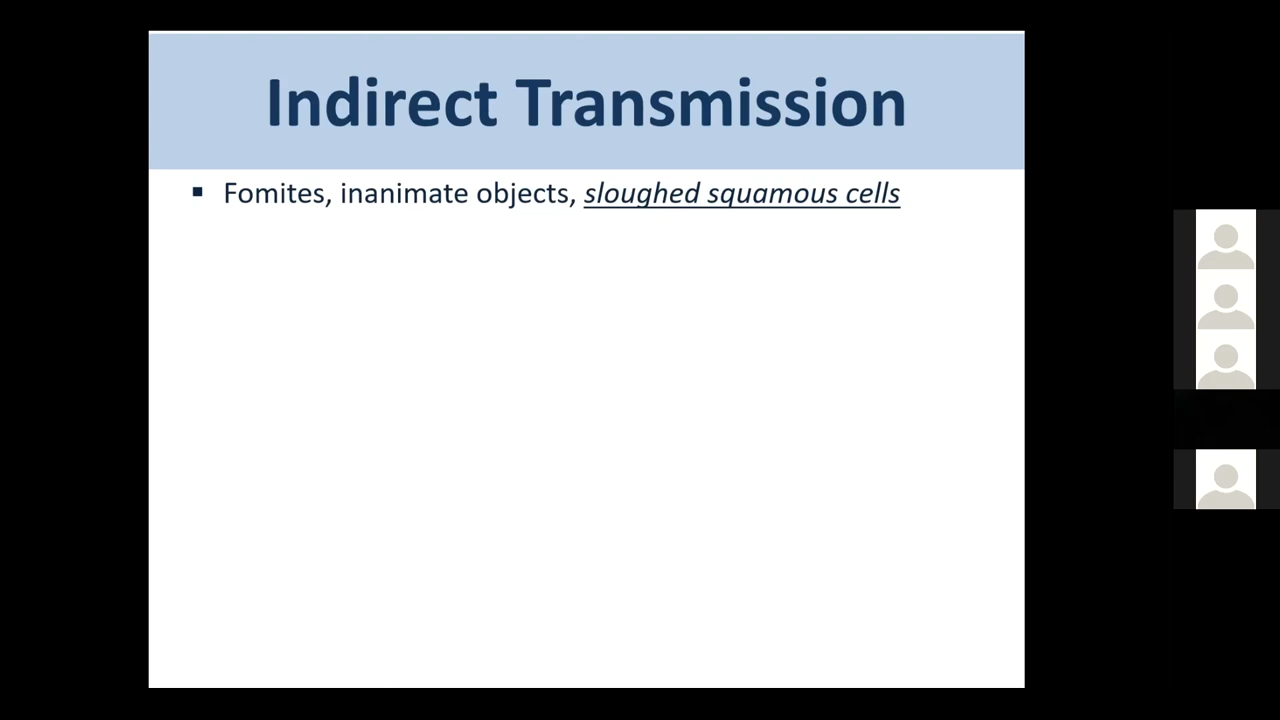 Indirect Transmission
▪ Fomites, inanimate objects, sloughed squamous cells